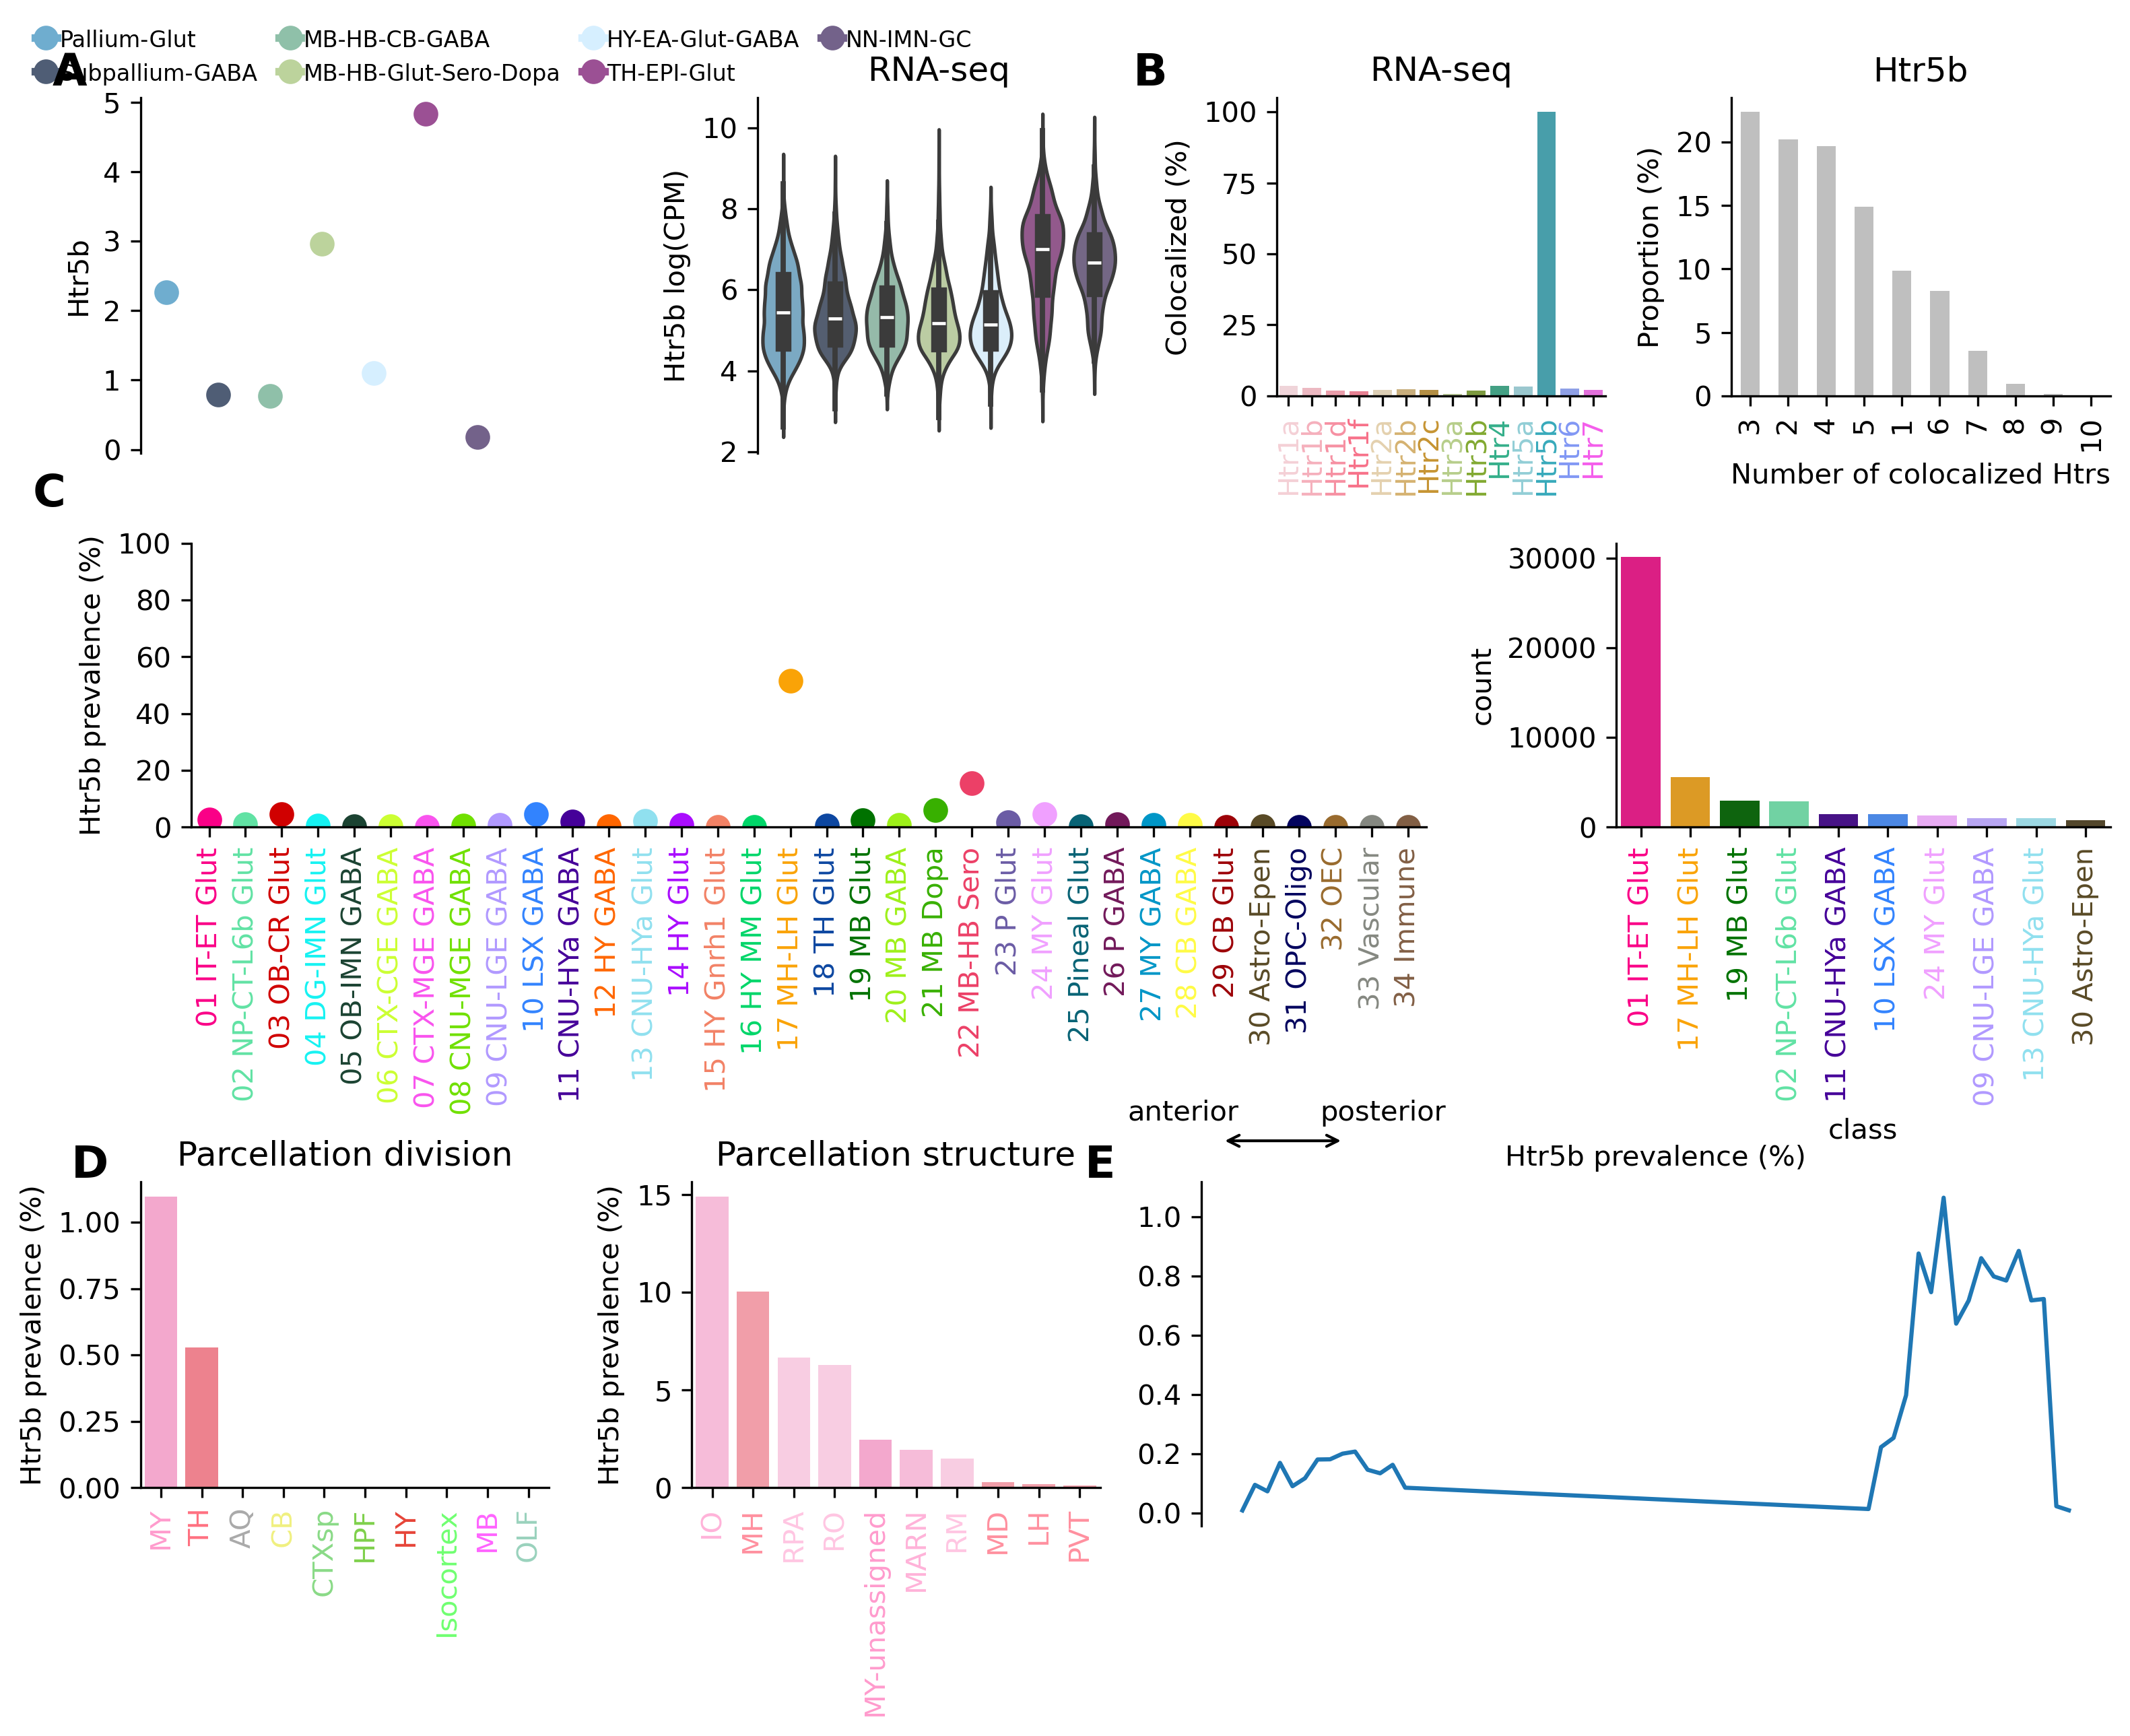 Pallium-Glut
MB-HB-CB-GABA
HY-EA-Glut-GABA
NN-IMN-GC
Subpallium-GABA
MB-HB-Glut-Sero-Dopa
TH-EPI-Glut
A
RNA-seq
Htr5b
5
4
3
2
1
0
Htr5b log(CPM)
10
8
6
4
2
B
RNA-seq
Colocalized (%)
100
75
50
25
0
Htr1a
Htr1b
Htr1d
Htr1f
Htr2a
Htr2b
Htr2c
Htr3a
Htr3b
Htr4
Htr5a
Htr5b
Htr6
Htr7
Htr5b
Proportion (%)
20
15
10
5
0
3
2
4
5
1
6
7
8
9
10
Number of colocalized Htrs
C
Htr5b prevalence (%)
100
80
60
40
20
0
01 IT-ET Glut
02 NP-CT-L6b Glut
03 OB-CR Glut
04 DG-IMN Glut
05 OB-IMN GABA
06 CTX-CGE GABA
07 CTX-MGE GABA
08 CNU-MGE GABA
09 CNU-LGE GABA
10 LSX GABA
11 CNU-HYa GABA
12 HY GABA
13 CNU-HYa Glut
14 HY Glut
15 HY Gnrh1 Glut
16 HY MM Glut
17 MH-LH Glut
18 TH Glut
19 MB Glut
20 MB GABA
21 MB Dopa
22 MB-HB Sero
23 P Glut
24 MY Glut
25 Pineal Glut
26 P GABA
27 MY GABA
28 CB GABA
29 CB Glut
30 Astro-Epen
31 OPC-Oligo
32 OEC
33 Vascular
34 Immune
count
30000
20000
10000
0
01 IT-ET Glut
17 MH-LH Glut
19 MB Glut
02 NP-CT-L6b Glut
11 CNU-HYa GABA
10 LSX GABA
24 MY Glut
09 CNU-LGE GABA
13 CNU-HYa Glut
30 Astro-Epen
class
D
Parcellation division
Htr5b prevalence (%)
1.00
0.75
0.50
0.25
0.00
MY
TH
AQ
CB
CTXsp
HPF
HY
Isocortex
MB
OLF
Parcellation structure
Htr5b prevalence (%)
15
10
5
0
IO
MH
RPA
RO
MY-unassigned
MARN
RM
MD
LH
PVT
E
anterior
posterior
Htr5b prevalence (%)
1.0
0.8
0.6
0.4
0.2
0.0